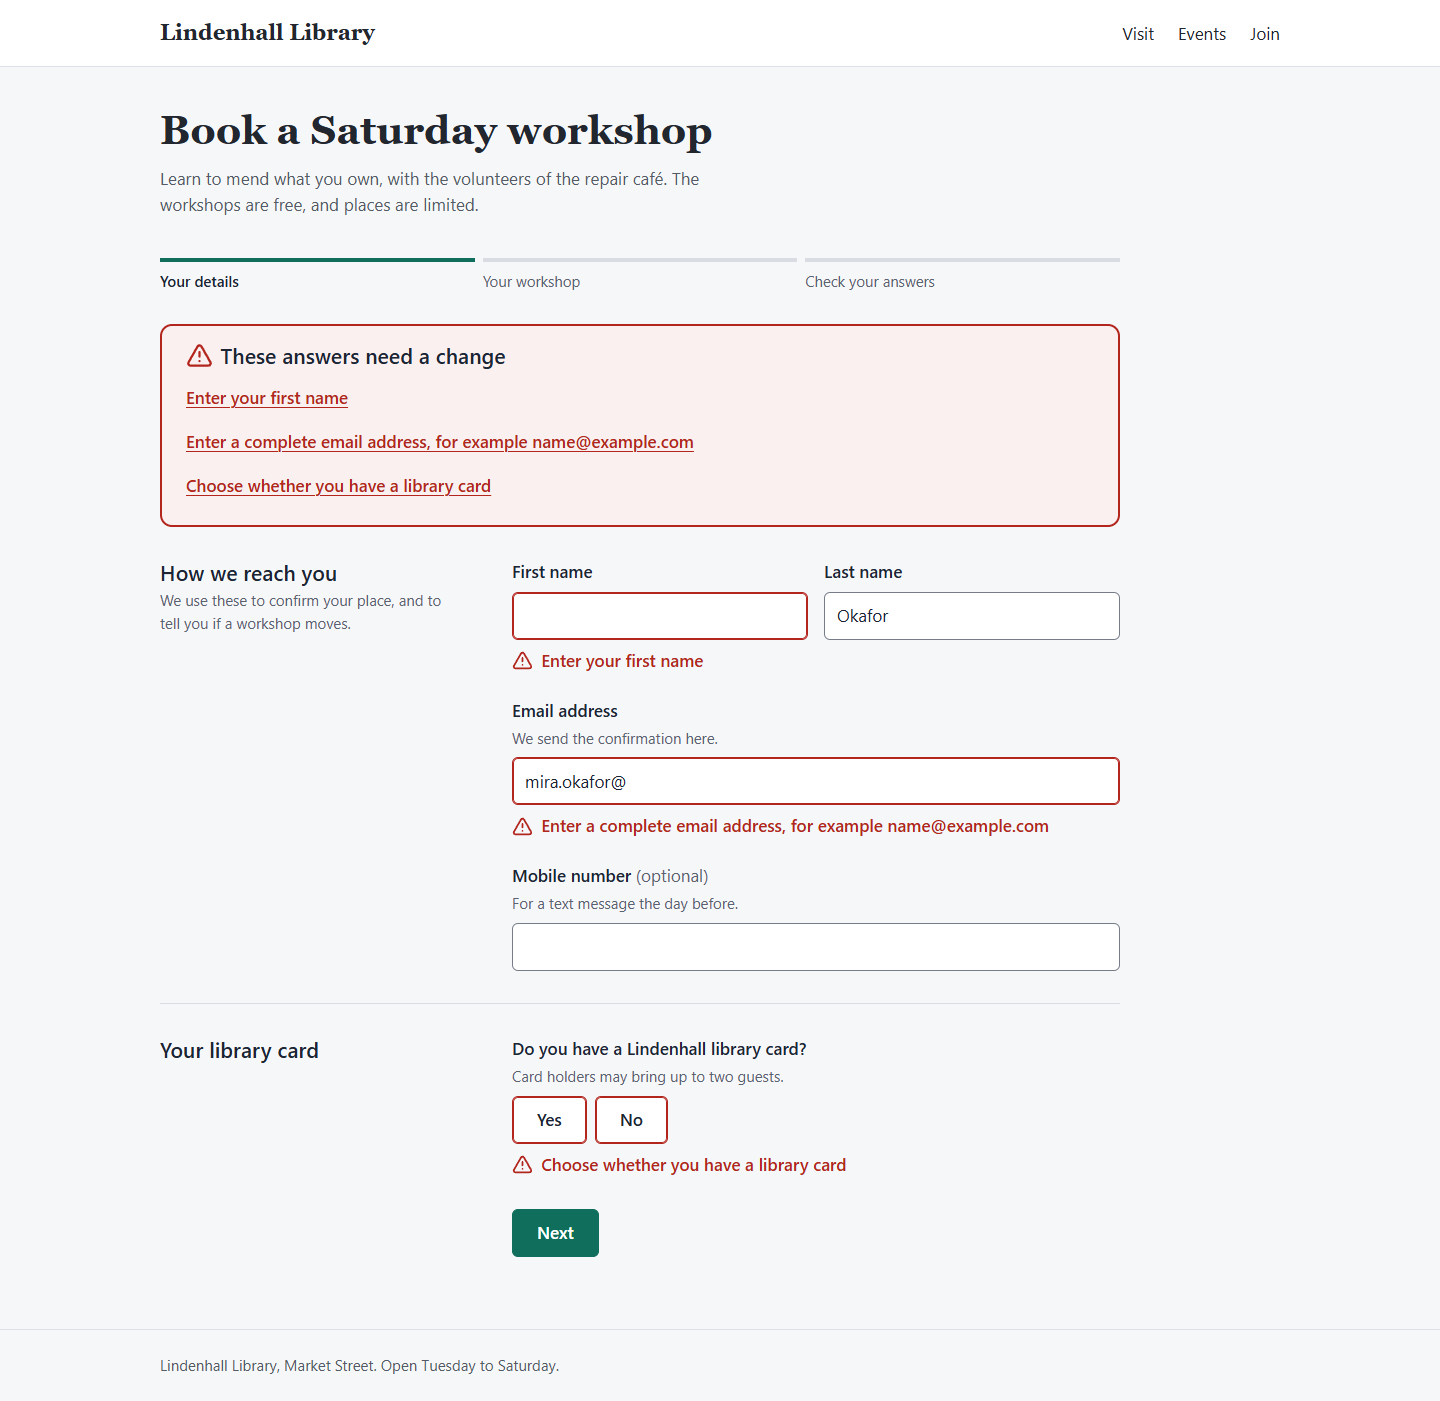 Lindenhall Library
Visit
Events
Join
Book a Saturday workshop
Learn to mend what you own, with the volunteers of the repair café. The
workshops are free, and places are limited.
Your details
Your workshop
Check your answers
These answers need a change
Enter your first name
Enter a complete email address, for example name@example.com
Choose whether you have a library card
How we reach you
We use these to confirm your place, and to
tell you if a workshop moves.
First name
Last name
Okafor
Enter your first name
Email address
We send the confirmation here.
mira.okafor@
Enter a complete email address, for example name@example.com
Mobile number (optional)
For a text message the day before.
Your library card
Do you have a Lindenhall library card?
Card holders may bring up to two guests.
Yes
No
Choose whether you have a library card
Next
Lindenhall Library, Market Street. Open Tuesday to Saturday.